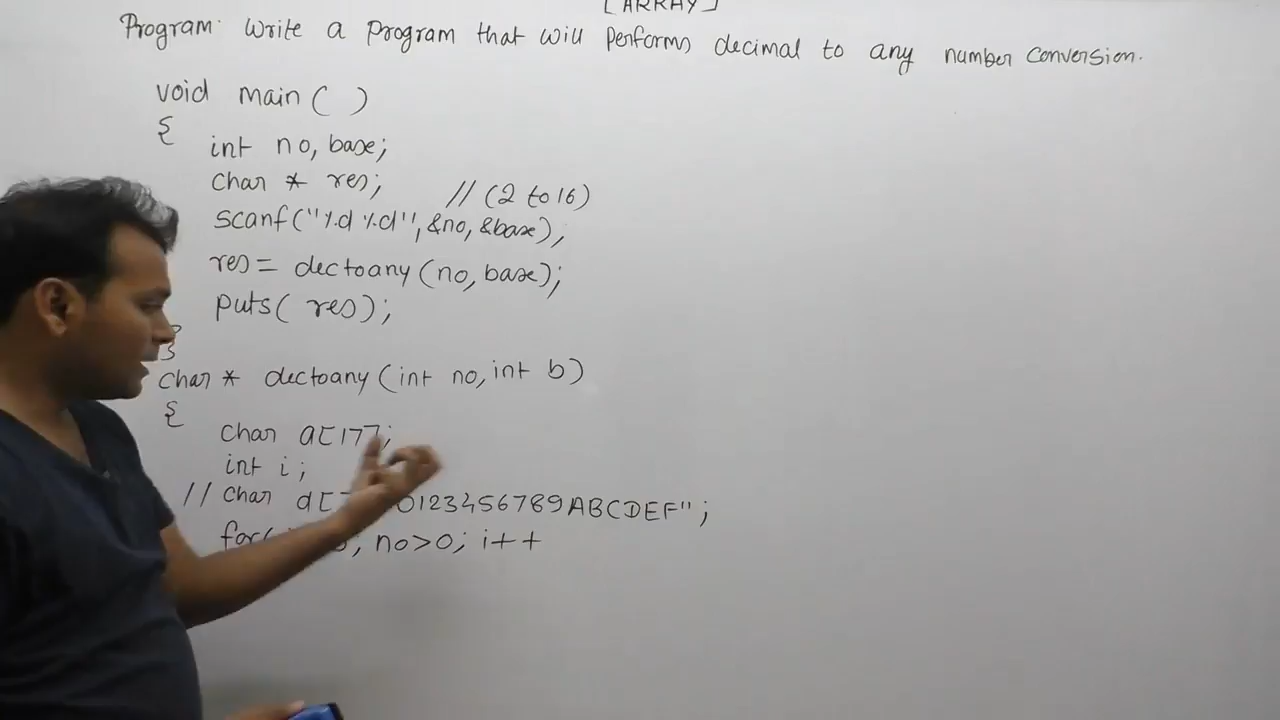 [ARRAY]
Program: Write a program that will performs decimal to any number conversion.
void main( )
{
int no, base;
char * res; // (2 to 16)
scanf("%d %d", &no, &base);
res = dectoany (no, base);
puts( res);
}
char * dectoany (int no, int b)
{
char a[17];
int i;
// char d[ 0123456789ABCDEF";
for( , no>0; i++